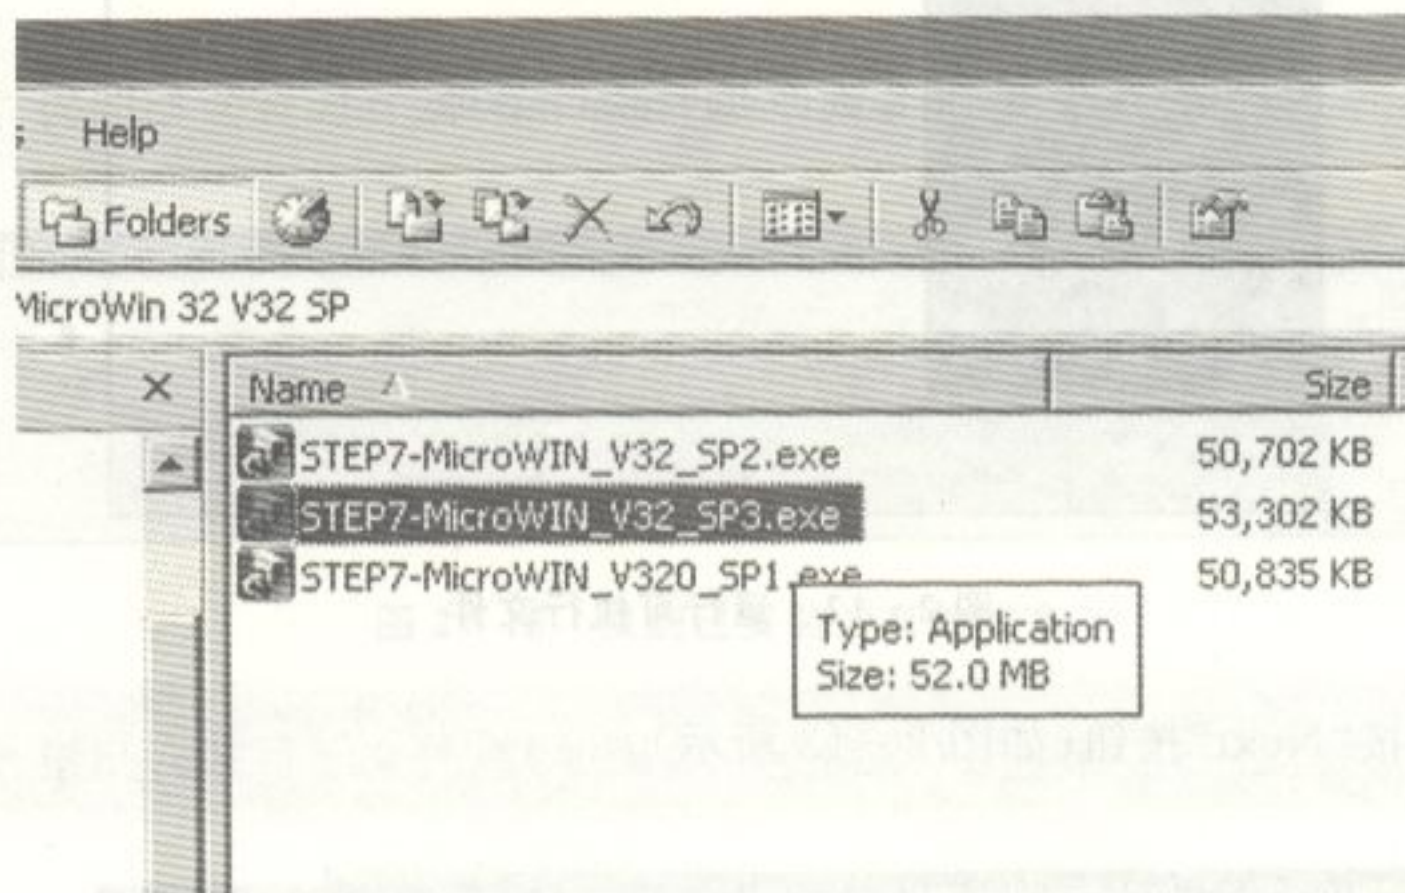 Help
Folders
MicroWin 32 V32 SP
Name Size
STEP7-MicroWIN_V32_SP2.exe 50,702 KB
STEP7-MicroWIN_V32_SP3.exe 53,302 KB
STEP7-MicroWIN_V320_SP1.exe 50,835 KB
Type: Application
Size: 52.0 MB